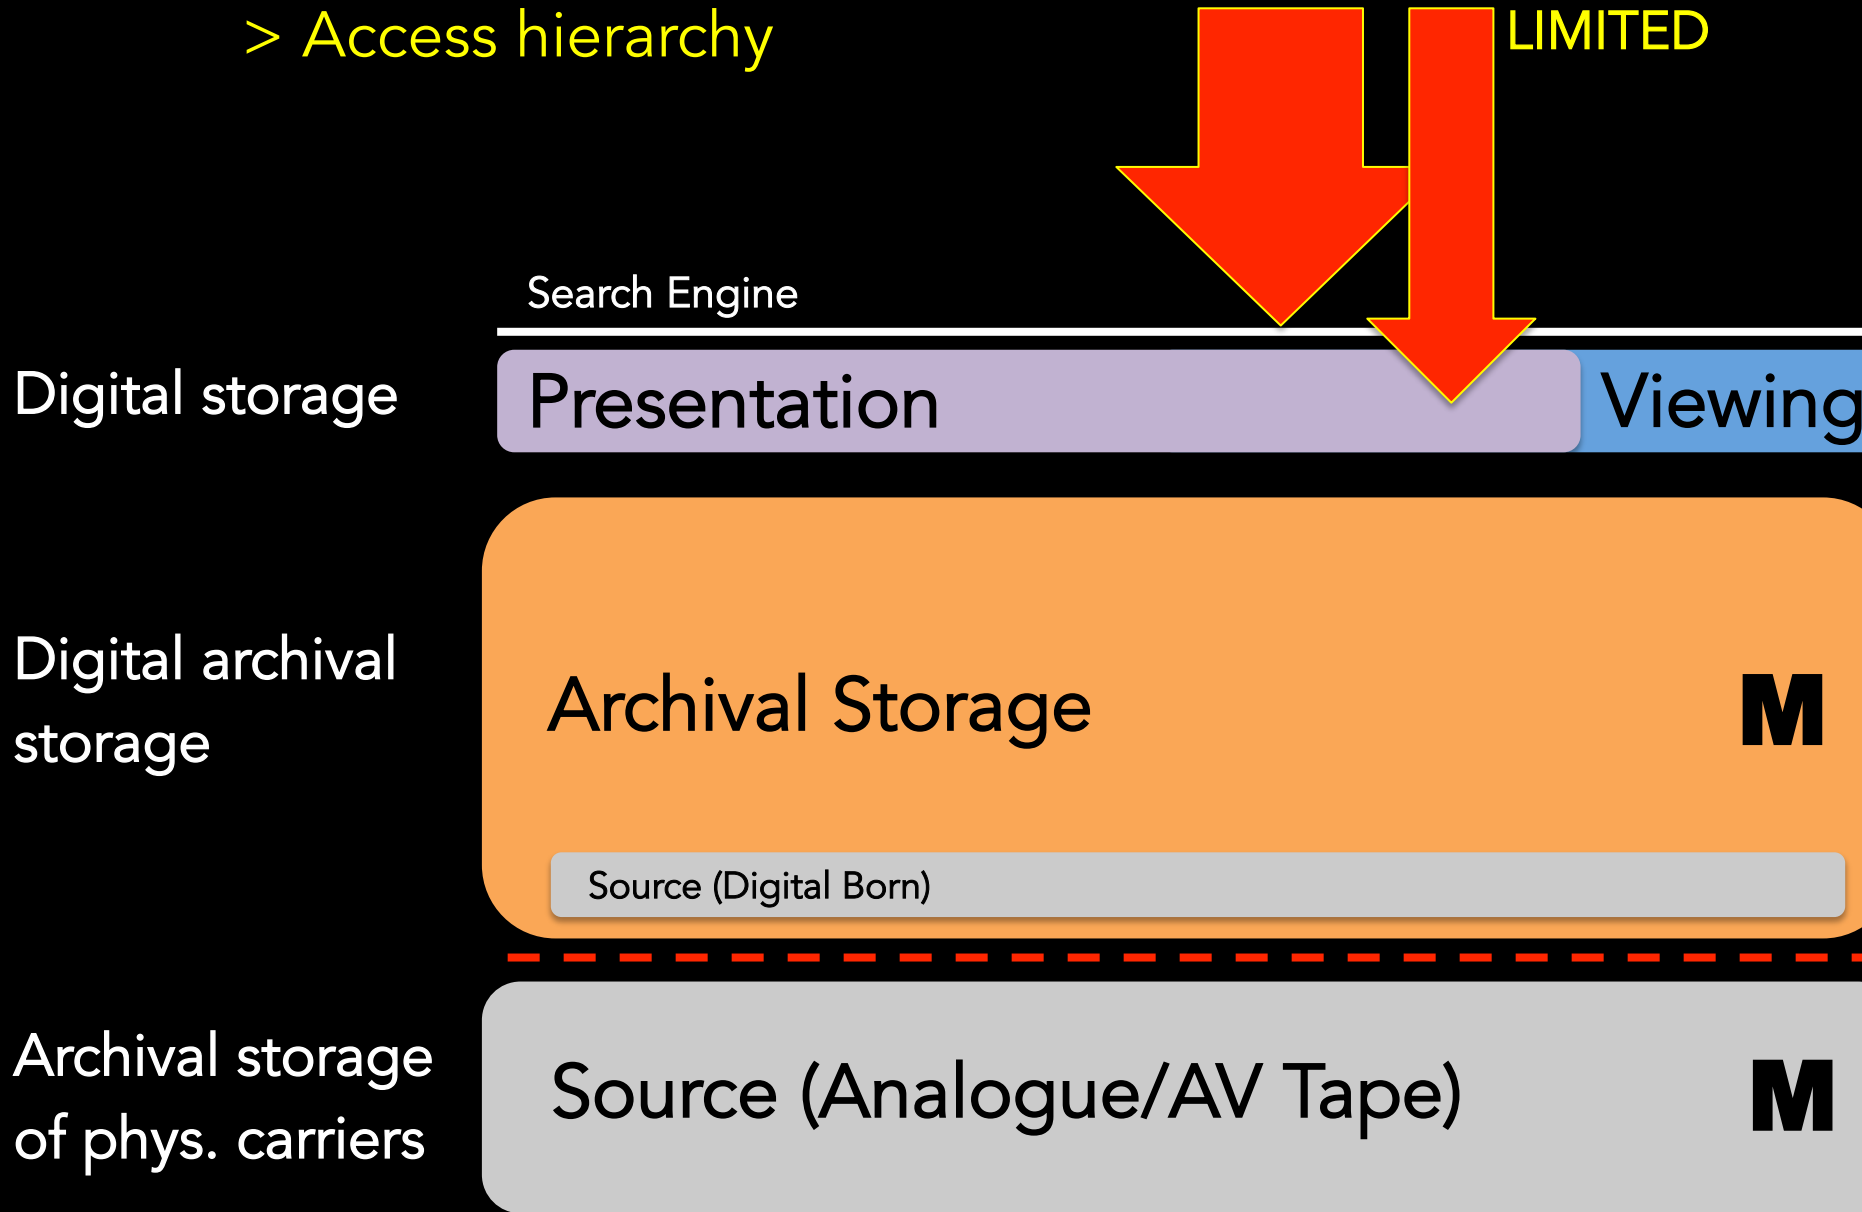 > Access hierarchy
LIMITED
Search Engine
Digital storage
Presentation
Viewing
Digital archival
storage
Archival Storage
M
Source (Digital Born)
Archival storage
of phys. carriers
Source (Analogue/AV Tape)
M